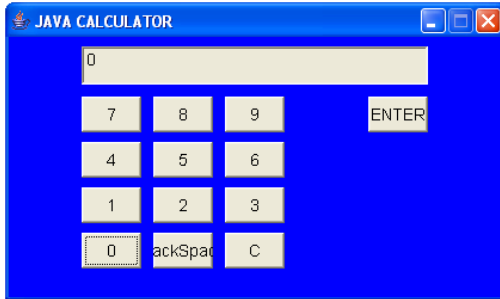 JAVA CALCULATOR
0
7 8 9 ENTER
4 5 6
1 2 3
0 ackSpac C